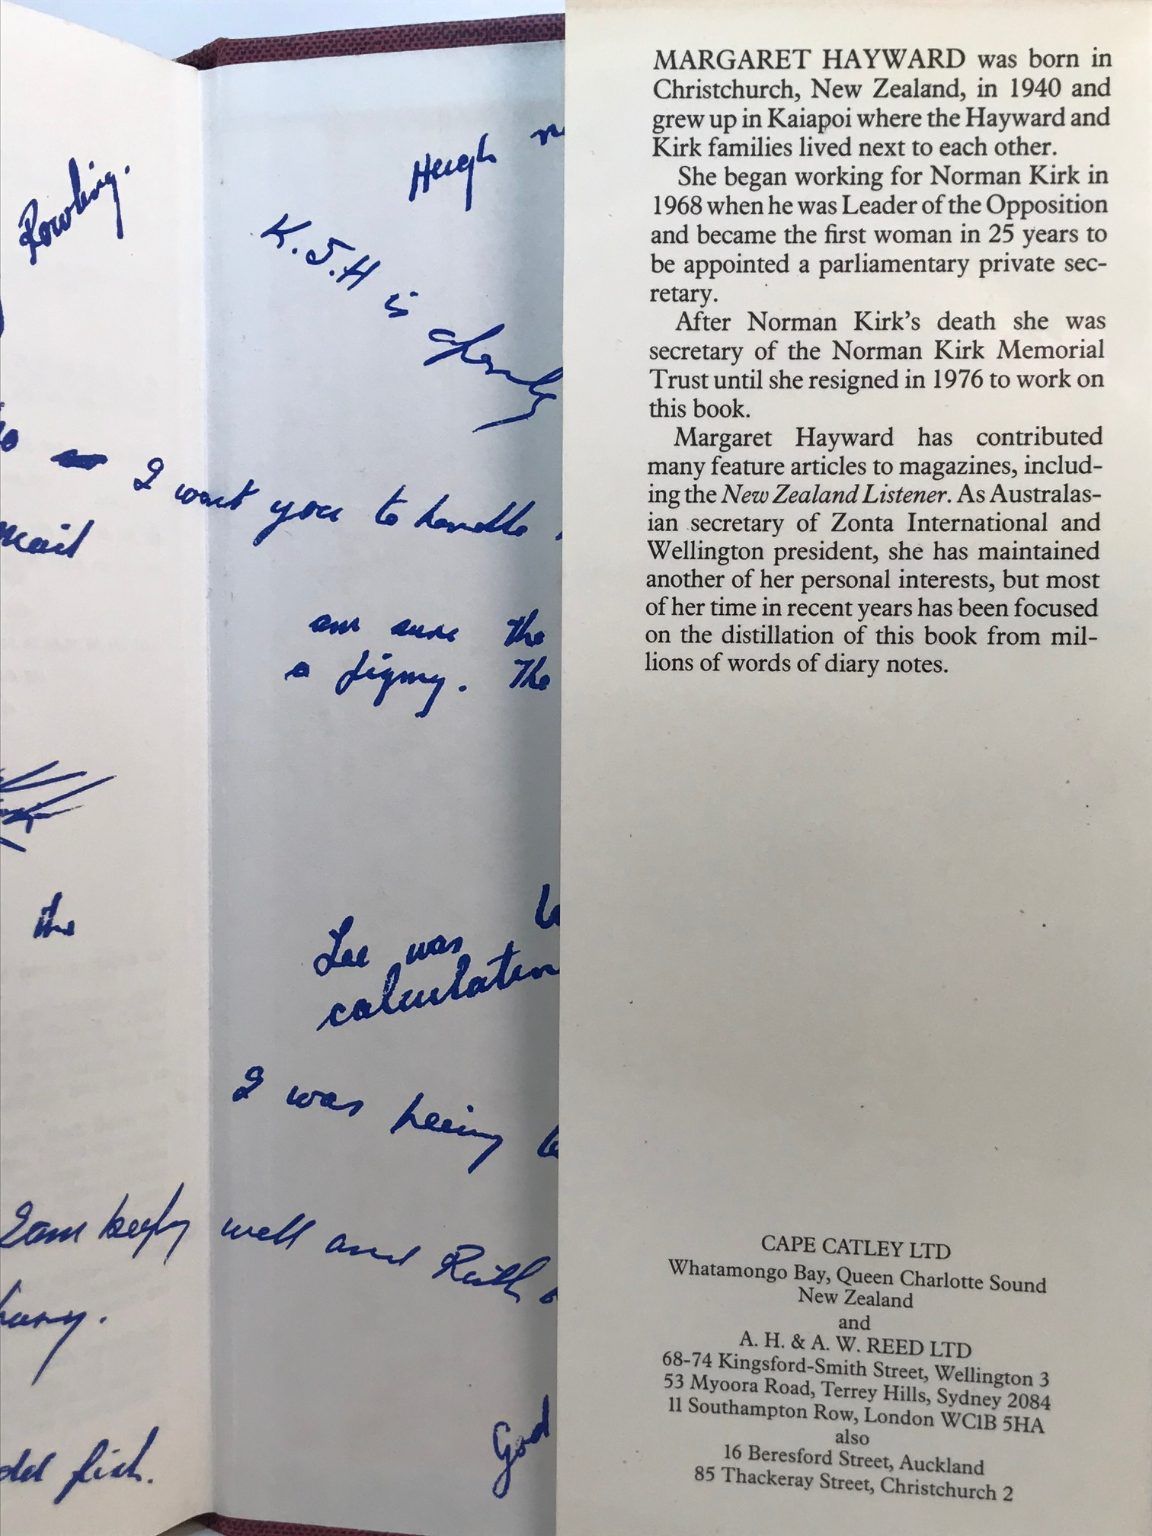 Rowling.
Hugh
K.J.H is
I want you to handle
mail
am sure the
a pigmy. The
the
Lee was
calculatin
I was being
I am keeping well and Ruth
fish.
God
MARGARET HAYWARD was born in
Christchurch, New Zealand, in 1940 and
grew up in Kaiapoi where the Hayward and
Kirk families lived next to each other.
She began working for Norman Kirk in
1968 when he was Leader of the Opposition
and became the first woman in 25 years to
be appointed a parliamentary private sec-
retary.
After Norman Kirk's death she was
secretary of the Norman Kirk Memorial
Trust until she resigned in 1976 to work on
this book.
Margaret Hayward has contributed
many feature articles to magazines, includ-
ing the New Zealand Listener. As Australas-
ian secretary of Zonta International and
Wellington president, she has maintained
another of her personal interests, but most
of her time in recent years has been focused
on the distillation of this book from mil-
lions of words of diary notes.
CAPE CATLEY LTD
Whatamongo Bay, Queen Charlotte Sound
New Zealand
and
A. H. & A. W. REED LTD
68-74 Kingsford-Smith Street, Wellington 3
53 Myoora Road, Terrey Hills, Sydney 2084
11 Southampton Row, London WC1B 5HA
also
16 Beresford Street, Auckland
85 Thackeray Street, Christchurch 2